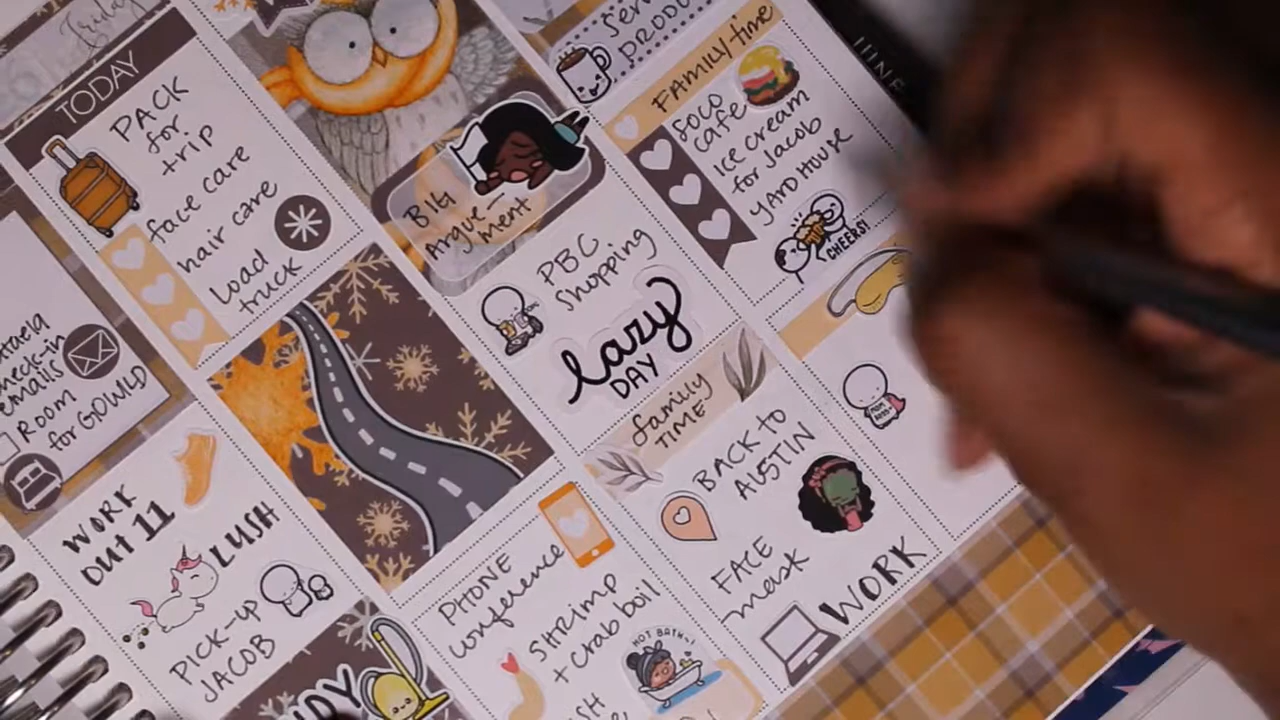 TODAY
PACK
for
trip
face care
hair care
Load
truck
check-in
emails
Room
for GOWILD
WORK
OUT 11
LUSH
PICK-UP
JACOB
BIG
Argue-
ment
PBC
Shopping
lazy
DAY
PHONE
conference
SHRIMP
+ crab boil
HOT BATH
FAMILY time
SOCO
cafe
Ice cream
for Jacob
YARD HOUSE
CHEERS!
family
TIME
BACK to
AUSTIN
FACE
mask
WORK